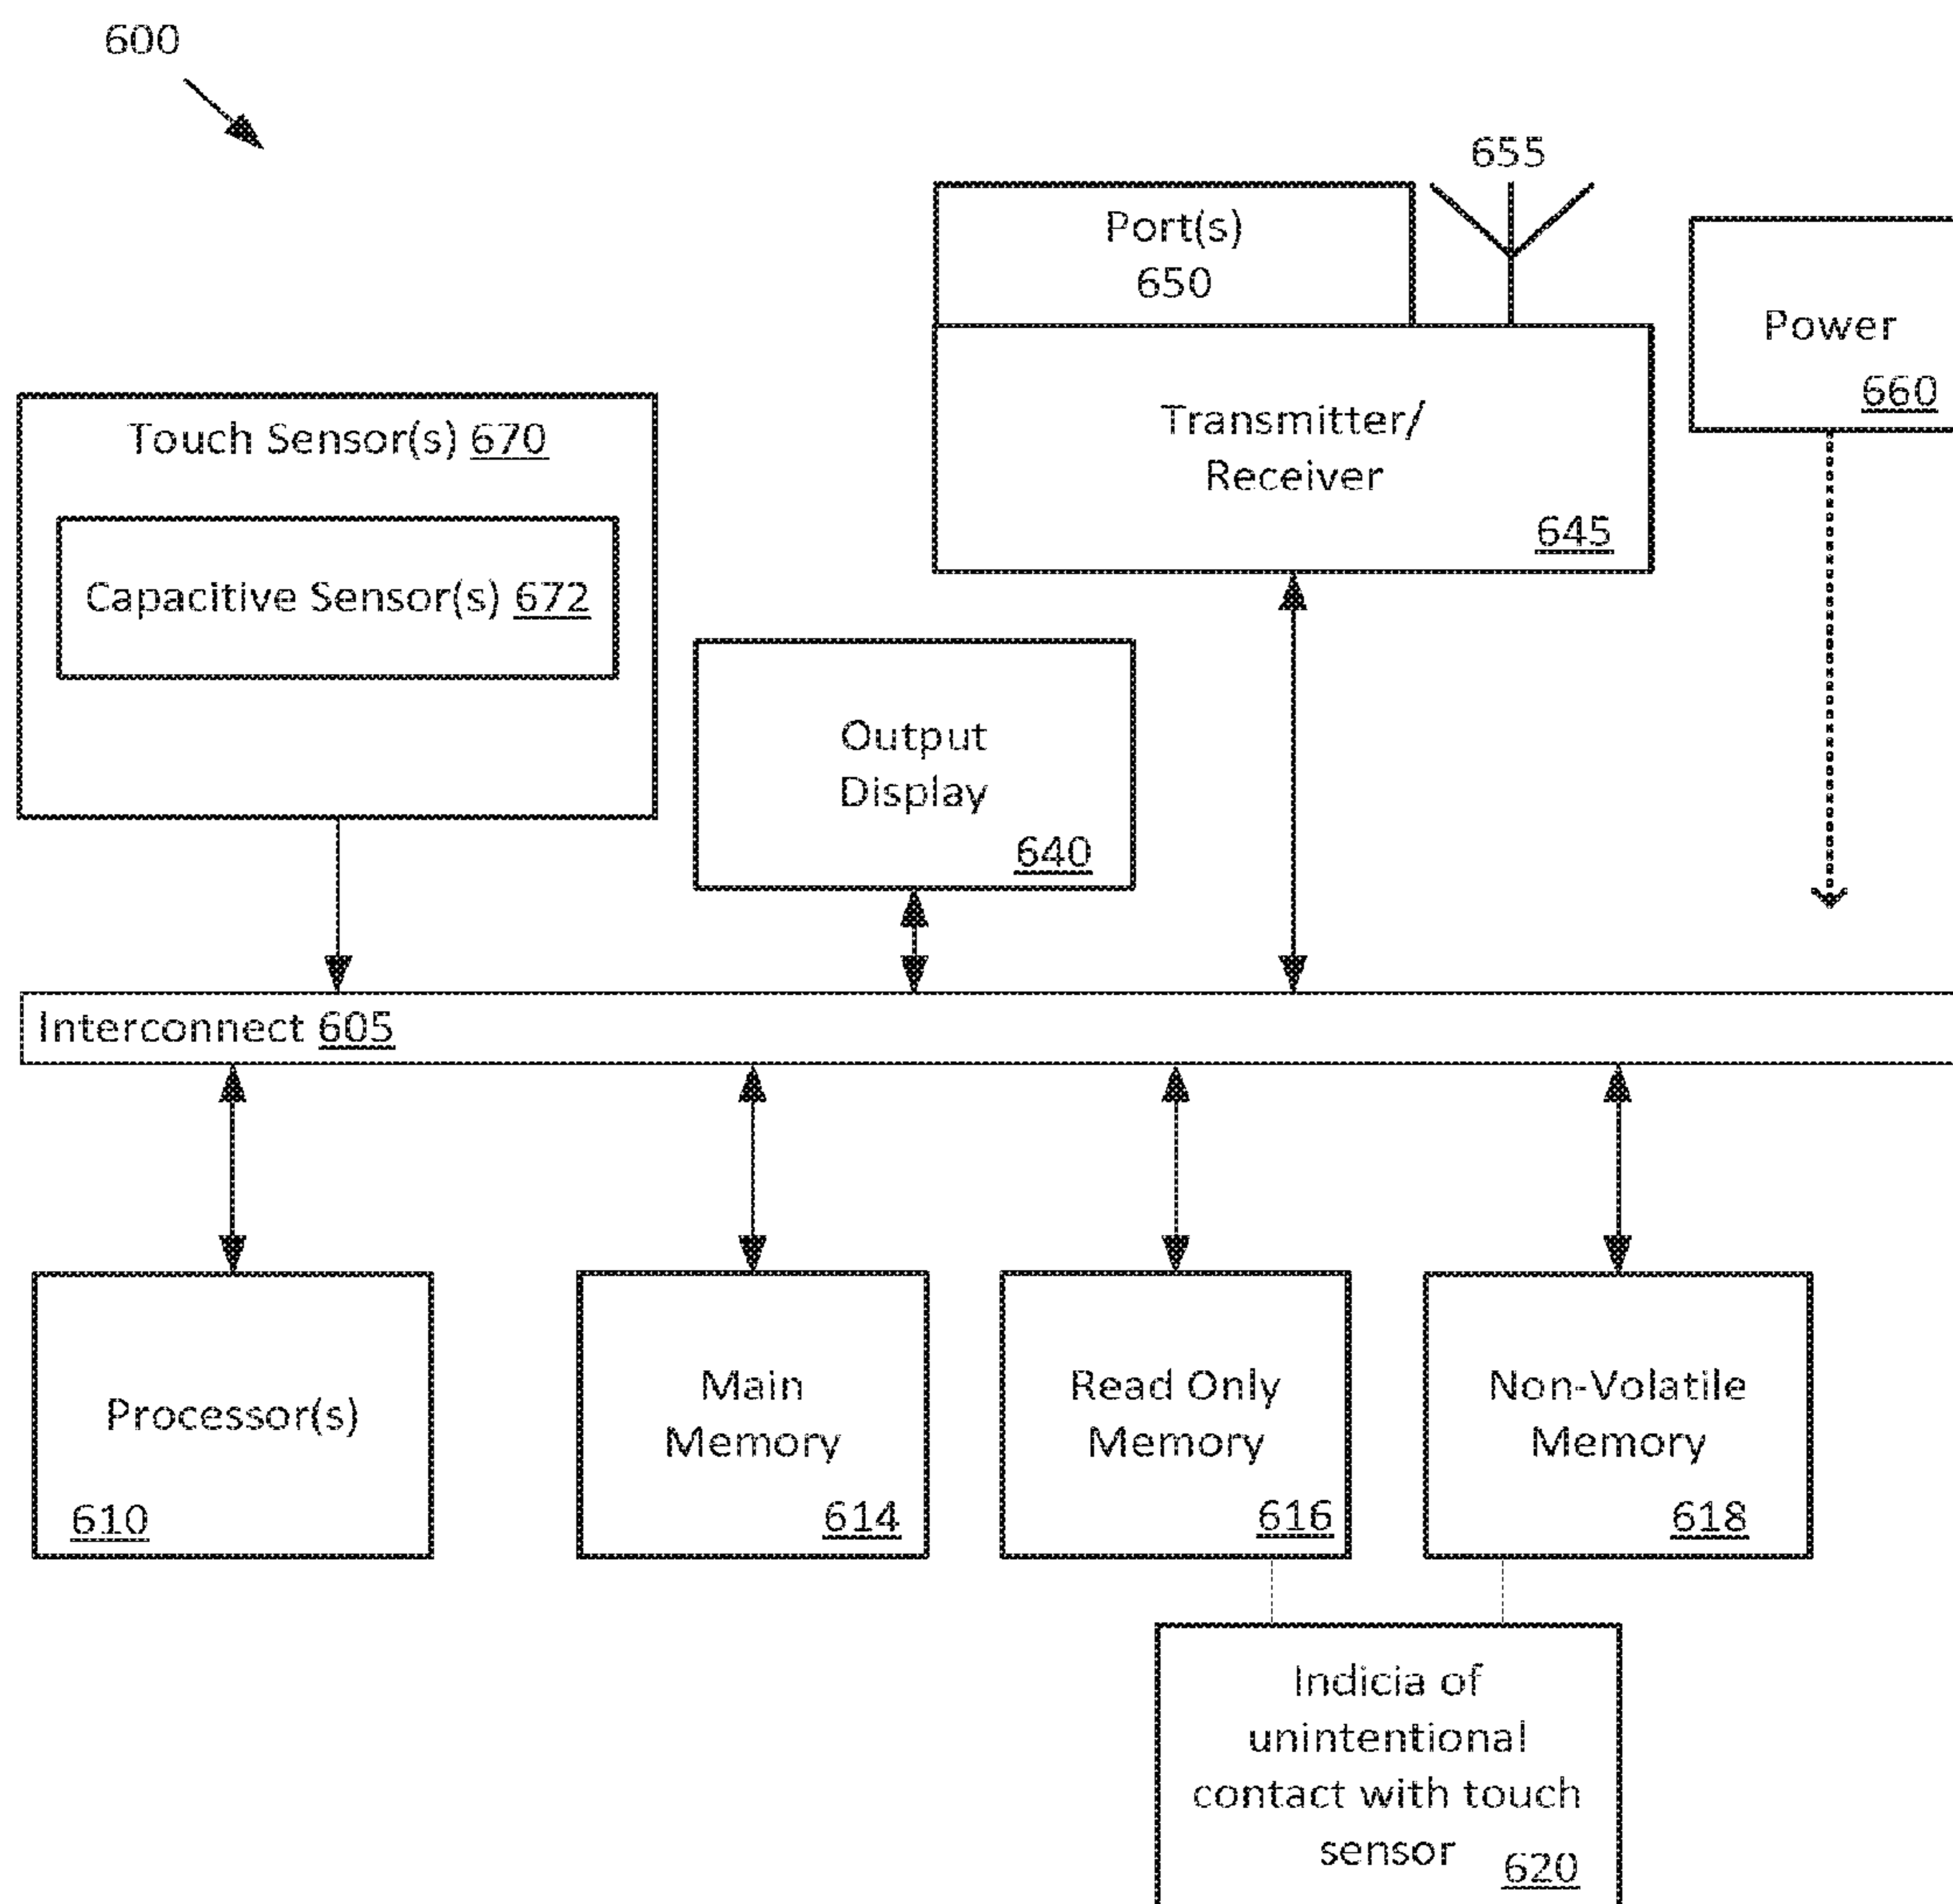 600
655
Port(s)
650
Power
660
Transmitter/
Receiver
645
Touch Sensor(s) 670
Capacitive Sensor(s) 672
Output
Display
640
Interconnect 605
Processor(s)
610
Main
Memory
614
Read Only
Memory
616
Non-Volatile
Memory
618
Indicia of
unintentional
contact with touch
sensor
620